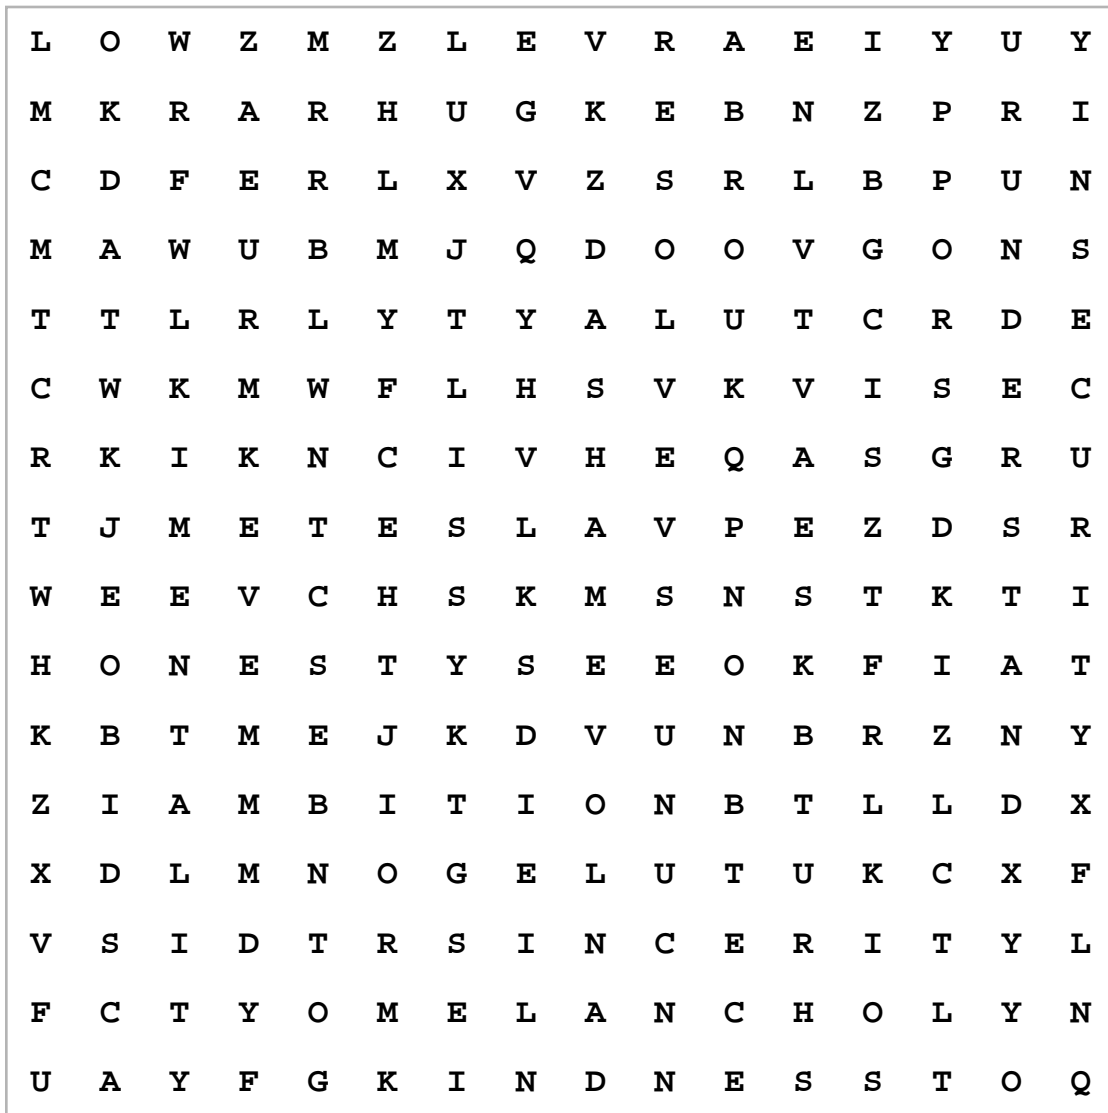 L O W Z M Z L E V R A E I Y U Y
M K R A R H U G K E B N Z P R I
C D F E R L X V Z S R L B P U N
M A W U B M J Q D O O V G O N S
T T L R L Y T Y A L U T C R D E
C W K M W F L H S V K V I S E C
R K I K N C I V H E Q A S G R U
T J M E T E S L A V P E Z D S R
W E E V C H S K M S N S T K T I
H O N E S T Y S E E O K F I A T
K B T M E J K D V U N B R Z N Y
Z I A M B I T I O N B T L L D X
X D L M N O G E L U T U K C X F
V S I D T R S I N C E R I T Y L
F C T Y O M E L A N C H O L Y N
U A Y F G K I N D N E S S T O Q